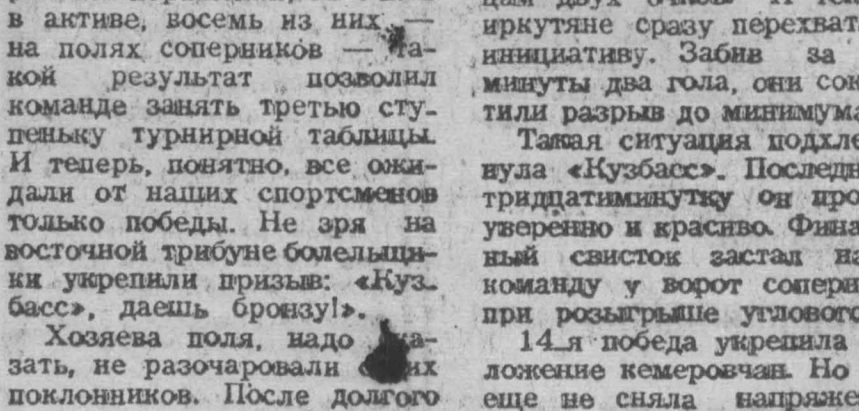 в активе, восемь из них —
на полях соперников — та-
кой результат позволил
команде занять третью сту-
пеньку турнирной таблицы.
И теперь, понятно, все ожи-
дали от наших спортсменов
только победы. Не зря на
восточной трибуне болельщи-
ки укрепили призыв: «Куз-
басс», даешь бронзу!».
Хозяева поля, надо ска-
зать, не разочаровали своих
поклонников. После долгого
иркутяне сразу перехват
инициативу. Забив за
минуты два гола, они сок
тили разрыв до минимума
Такая ситуация подхле
нула «Кузбасс». Последн
тридцатиминутку он про
уверенно и красиво. Фина
ный свисток застал на
команду у ворот соперн
при розыгрыше углового
14-я победа укрепила
ложение кемеровчан. Но
еще не сняла напряже